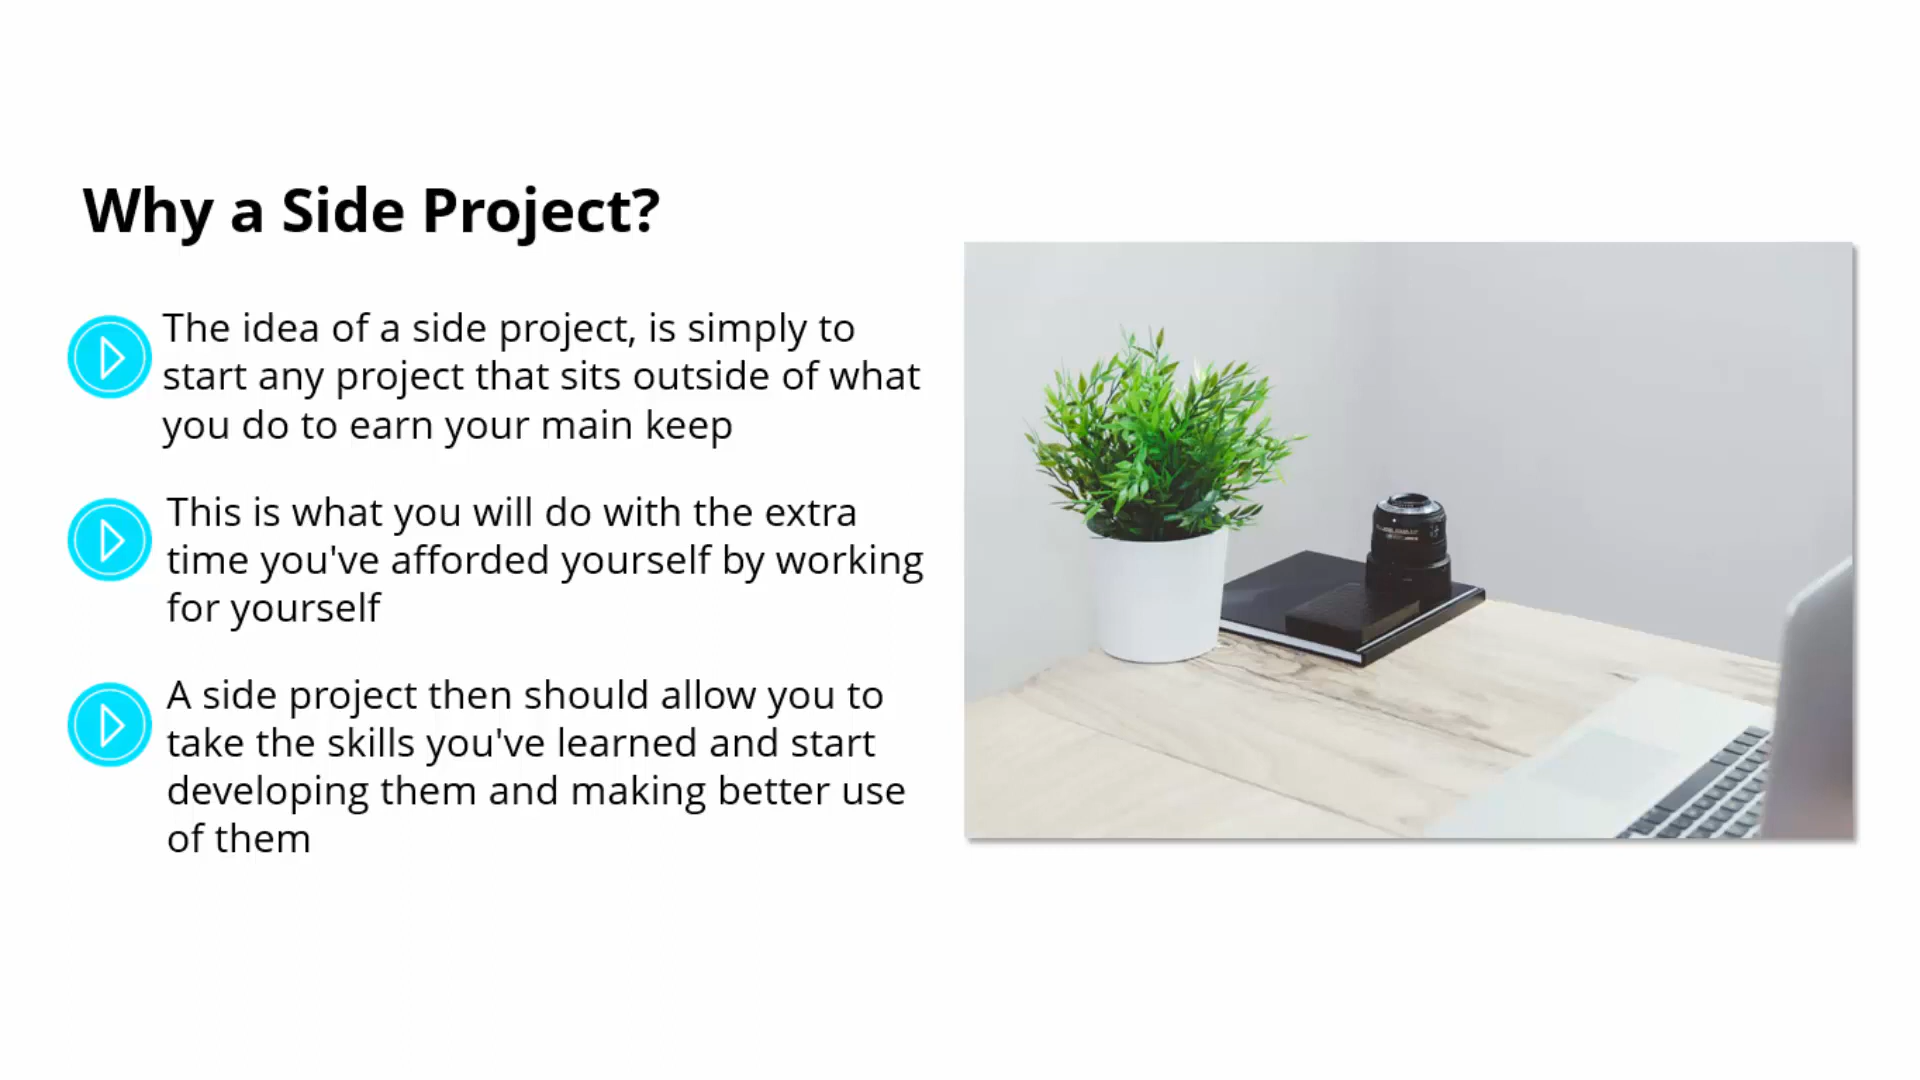 Why a Side Project?
The idea of a side project, is simply to
start any project that sits outside of what
you do to earn your main keep
This is what you will do with the extra
time you've afforded yourself by working
for yourself
A side project then should allow you to
take the skills you've learned and start
developing them and making better use
of them